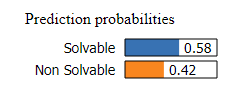 Prediction probabilities
Solvable 0.58
Non Solvable 0.42